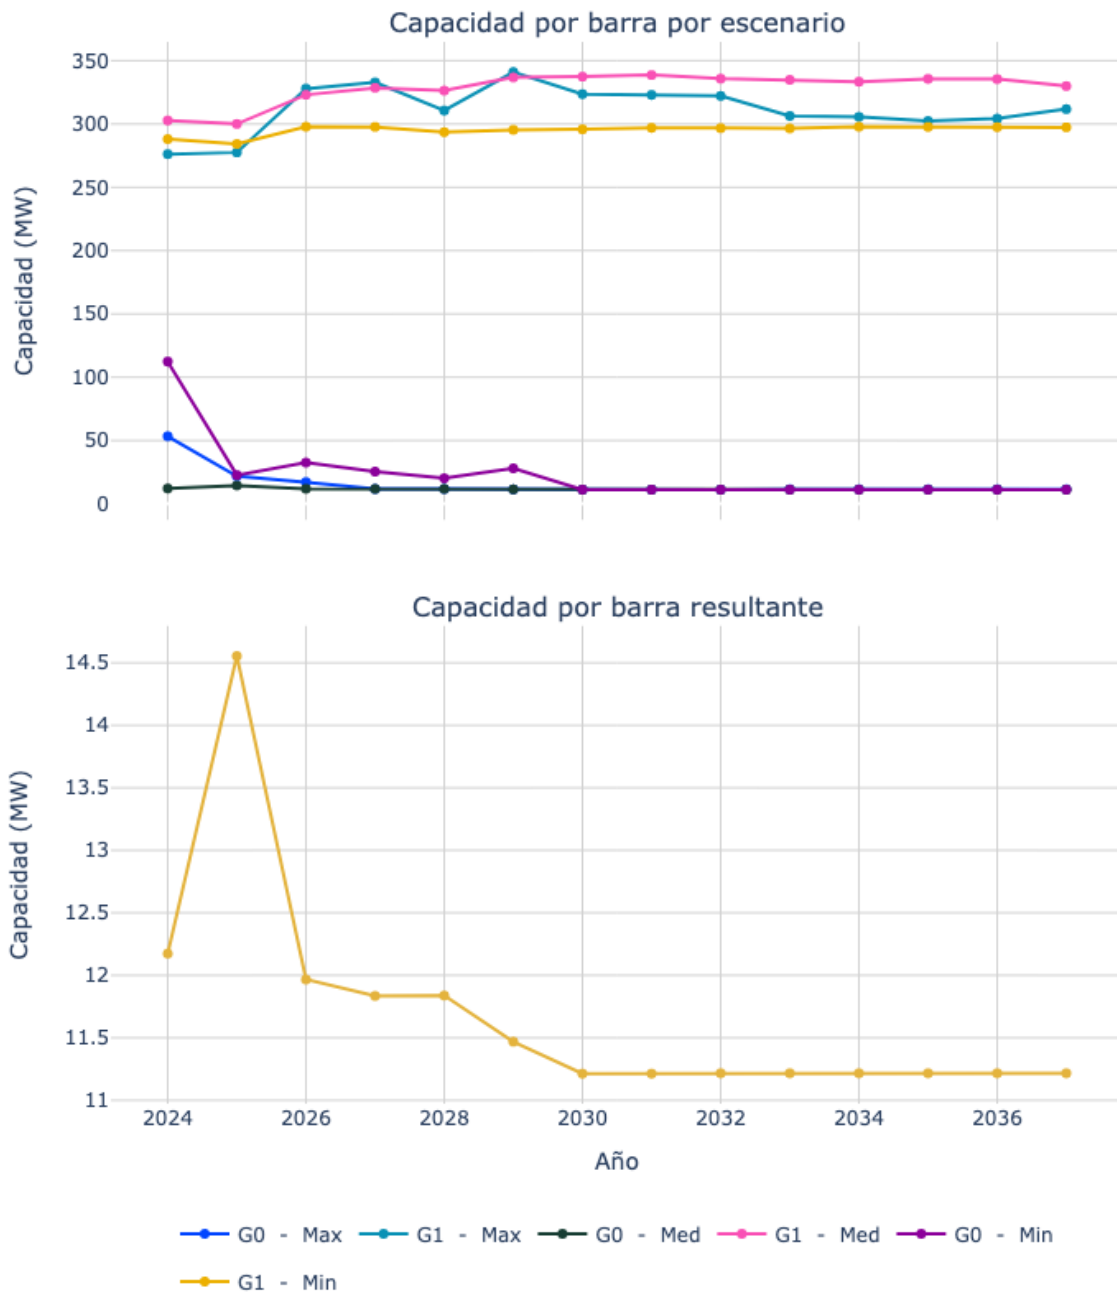 Capacidad por barra por escenario
350
300
250
200
150
100
50
0
Capacidad (MW)
Capacidad por barra resultante
14.5
14
13.5
13
12.5
12
11.5
11
Capacidad (MW)
2024 2026 2028 2030 2032 2034 2036
Año
G0 - Max G1 - Max G0 - Med G1 - Med G0 - Min
G1 - Min